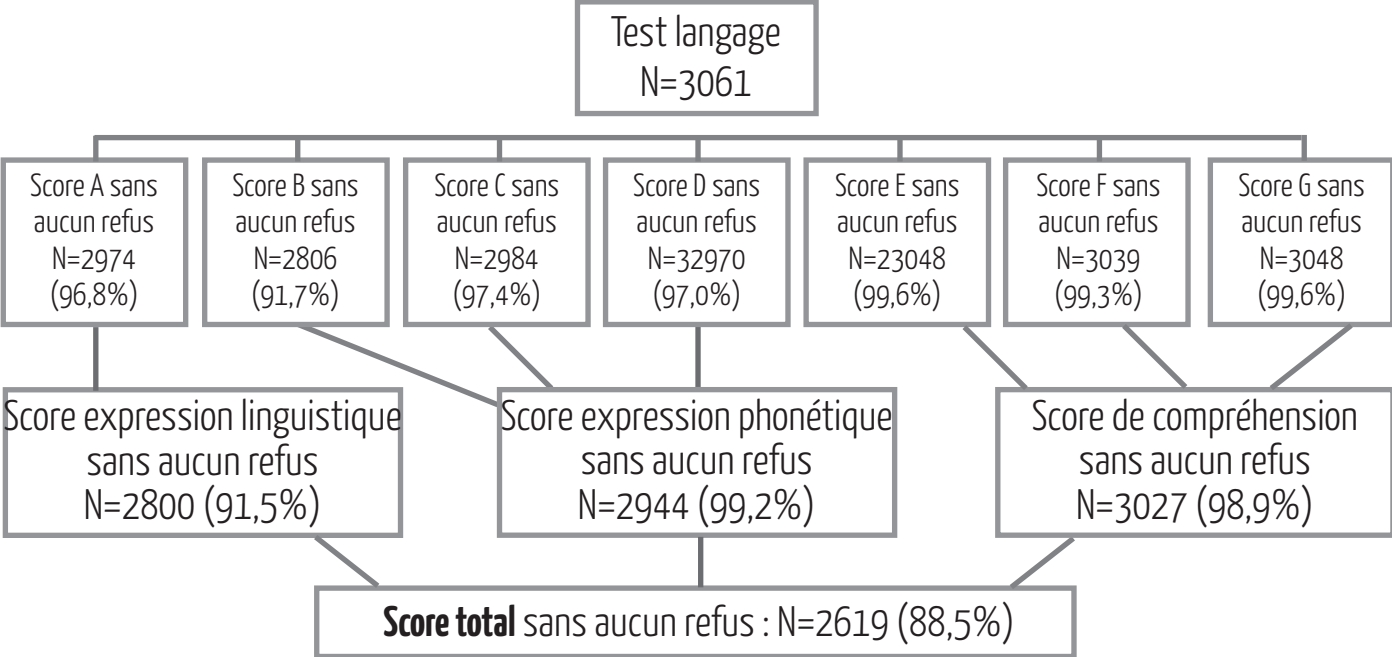 Test langage
N=3061
Score A sans
aucun refus
N=2974
(96,8%)
Score B sans
aucun refus
N=2806
(91,7%)
Score C sans
aucun refus
N=2984
(97,4%)
Score D sans
aucun refus
N=32970
(97,0%)
Score E sans
aucun refus
N=23048
(99,6%)
Score F sans
aucun refus
N=3039
(99,3%)
Score G sans
aucun refus
N=3048
(99,6%)
Score expression linguistique
sans aucun refus
N=2800 (91,5%)
Score expression phonétique
sans aucun refus
N=2944 (99,2%)
Score de compréhension
sans aucun refus
N=3027 (98,9%)
Score total sans aucun refus : N=2619 (88,5%)